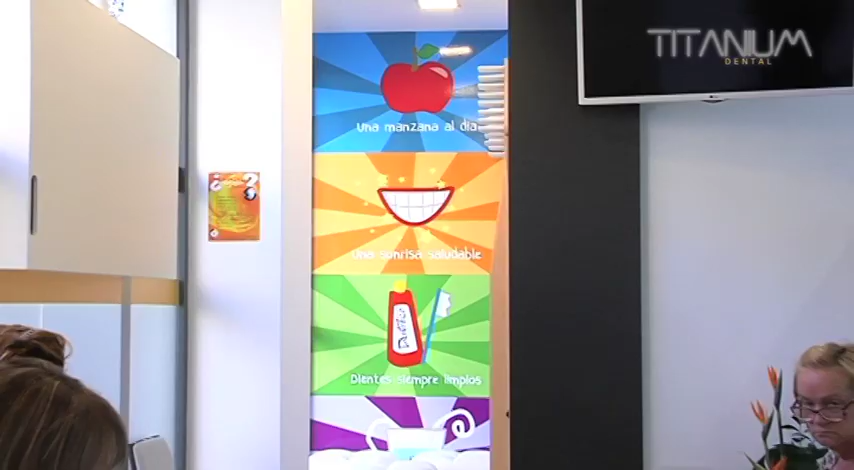 TITANIUM
DENTAL
Una manzana al día
Una sonrisa saludable
Dientes siempre limpios